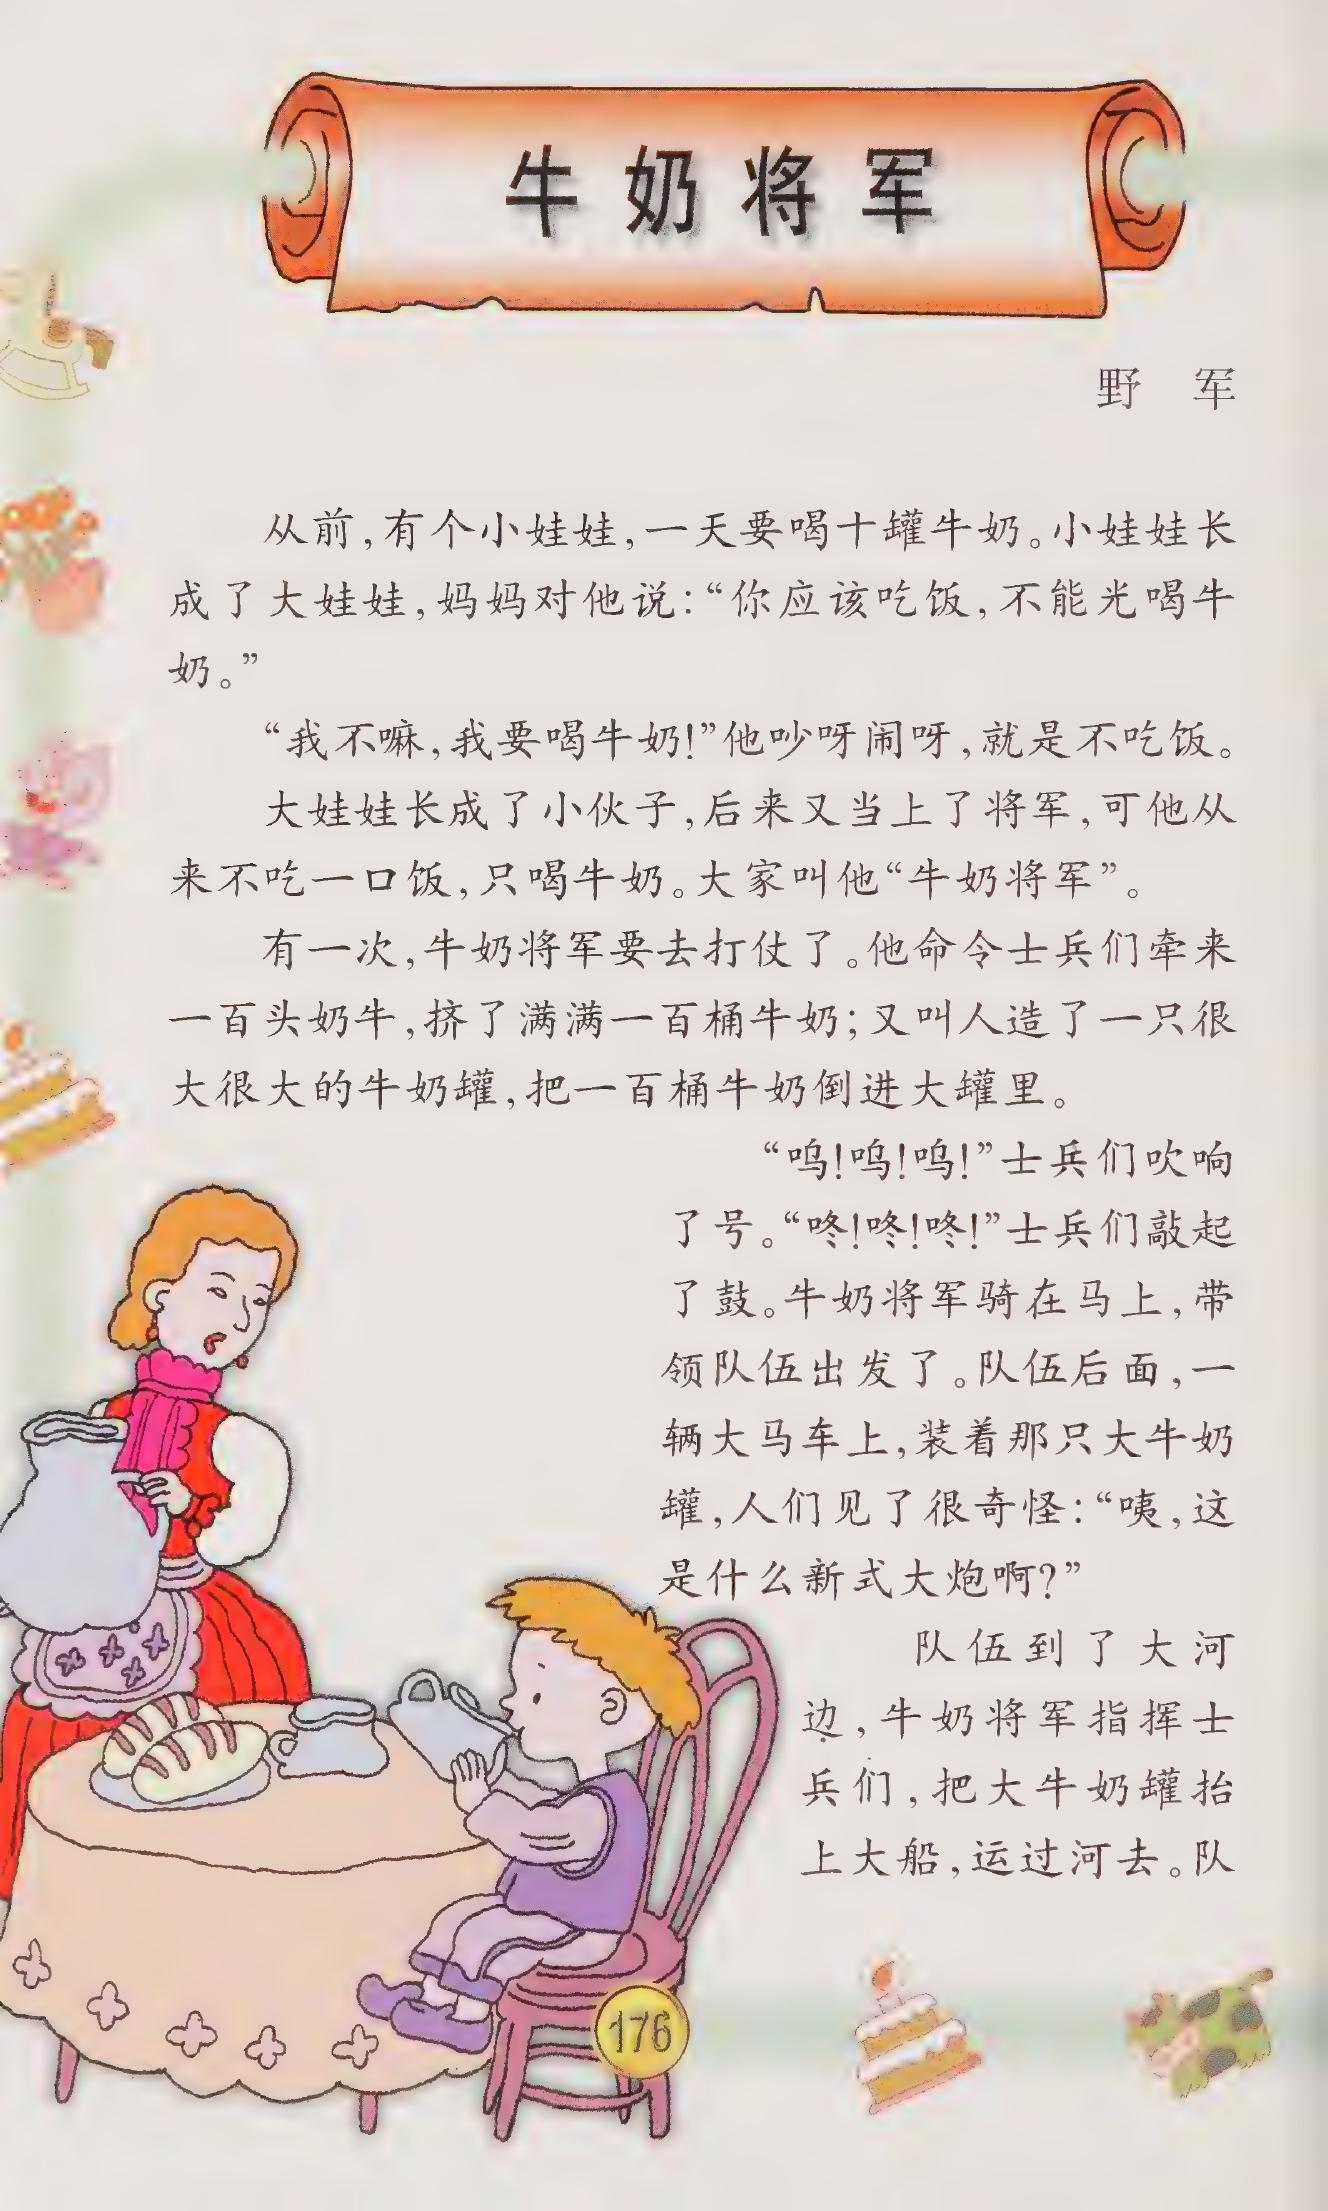 牛奶将军
野 军
从前,有个小娃娃,一天要喝十罐牛奶。小娃娃长
成了大娃娃,妈妈对他说:“你应该吃饭,不能光喝牛
奶。”
“我不嘛,我要喝牛奶!”他吵呀闹呀,就是不吃饭。
大娃娃长成了小伙子,后来又当上了将军,可他从
来不吃一口饭,只喝牛奶。大家叫他“牛奶将军”。
有一次,牛奶将军要去打仗了。他命令士兵们牵来
一百头奶牛,挤了满满一百桶牛奶;又叫人造了一只很
大很大的牛奶罐,把一百桶牛奶倒进大罐里。
“呜!呜!呜!”士兵们吹响
了号。“咚!咚!咚!”士兵们敲起
了鼓。牛奶将军骑在马上,带
领队伍出发了。队伍后面,一
辆大马车上,装着那只大牛奶
罐,人们见了很奇怪:“咦,这
是什么新式大炮啊?”
队伍到了大河
边,牛奶将军指挥士
兵们,把大牛奶罐抬
上大船,运过河去。队
176